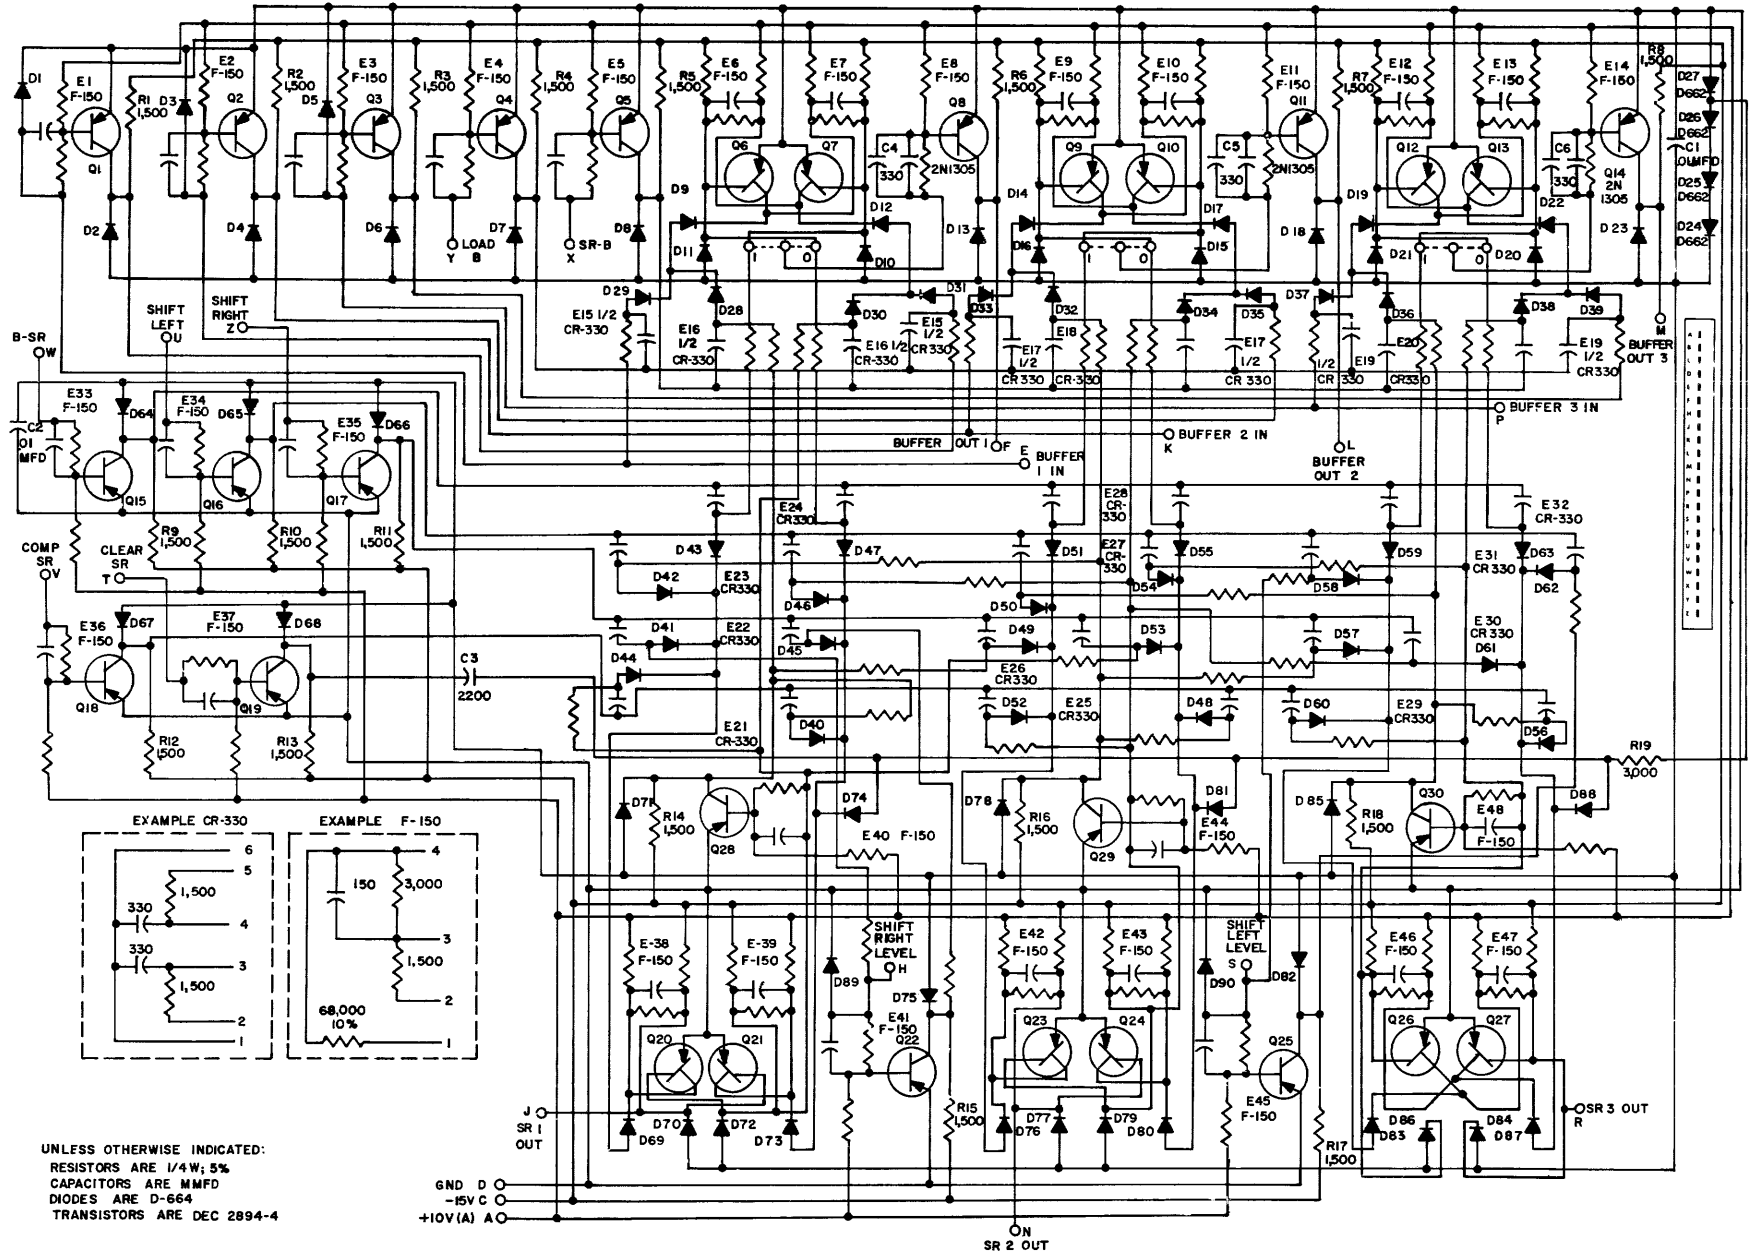 D1
E1
F-150
R1
1,500
D3
E2
F-150
Q2
R2
1,500
D5
E3
F-150
Q3
R3
1,500
E4
F-150
Q4
R4
1,500
E5
F-150
Q5
R5
1,500
E6
F-150
E7
F-150
E8
F-150
Q8
R6
1,500
E9
F-150
E10
F-150
E11
F-150
Q11
R7
1,500
E12
F-150
E13
F-150
E14
F-150
R8
1,500
D27
D662
D26
D662
C1
.01MFD
D25
D662
D24
D662
Q1
Q6
Q7
C4
330
2N1305
Q9
Q10
C5
330
2N1305
Q12
Q13
C6
330
Q14
2N
1305
D2
D4
D6
LOAD
B
Y
D7
SR-B
X
D8
D9
D11
1
0
D12
D10
D13
D14
D16
1
0
D17
D15
D18
D19
D21
1
0
D22
D20
D23
D29
E15 1/2
CR-330
D28
E16
1/2
CR-330
D30
E16 1/2
CR-330
D31
E15
1/2
CR-330
D33
E17
1/2
CR330
D32
E18
1/2
CR-330
D34
D35
E17
1/2
CR330
D37
1/2
CR330
E19
D36
E20
CR330
D38
D39
E19
1/2
CR330
M
BUFFER
OUT 3
B-SR
W
SHIFT
LEFT
U
SHIFT
RIGHT
Z
E33
F-150
C2
.01
MFD
D64
Q15
E34
F-150
D65
Q16
E35
F-150
D66
Q17
R9
1,500
R10
1,500
R11
1,500
BUFFER OUT 1 F
E BUFFER
1 IN
BUFFER 2 IN
K
BUFFER 3 IN
P
L
BUFFER
OUT 2
COMP
SR
V
CLEAR
SR
T
E36
F-150
D67
Q18
E37
F-150
D68
Q19
C3
2200
R12
1,500
R13
1,500
D43
D42
E23
CR330
D41
E22
CR330
D44
E21
CR-330
E24
CR330
D47
D46
D45
D40
D51
D50
D49
E26
CR330
D52
E25
CR330
E28
CR-
330
E27
CR-
330
D55
D54
D53
D48
D59
D58
D57
D60
E29
CR330
E32
CR-330
E31
CR330
D63
D62
E30
CR330
D61
D56
R19
3,000
D71
R14
1,500
Q28
D74
E40 F-150
D78
R16
1,500
Q29
D81
E44
F-150
D85
R18
1,500
Q30
E48
F-150
D88
EXAMPLE CR-330
6
5
1,500
330
4
330
3
1,500
2
1
EXAMPLE F-150
4
150
3,000
3
1,500
2
68,000
10%
1
E-38
F-150
E-39
F-150
D89
SHIFT
RIGHT
LEVEL
H
D75
E41
F-150
Q22
Q20
Q21
E42
F-150
E43
F-150
Q23
Q24
SHIFT
LEFT
LEVEL
S
D90
D82
Q25
E45
F-150
E46
F-150
E47
F-150
Q26
Q27
J
SR 1
OUT
D69
D70
D72
D73
R15
1,500
D76
D77
D79
D80
R17
1,500
D83
D86
D84
D87
SR 3 OUT
R
UNLESS OTHERWISE INDICATED:
RESISTORS ARE 1/4 W; 5%
CAPACITORS ARE MMFD
DIODES ARE D-664
TRANSISTORS ARE DEC 2894-4
GND D
-15V C
+10V(A) A
N
SR 2 OUT